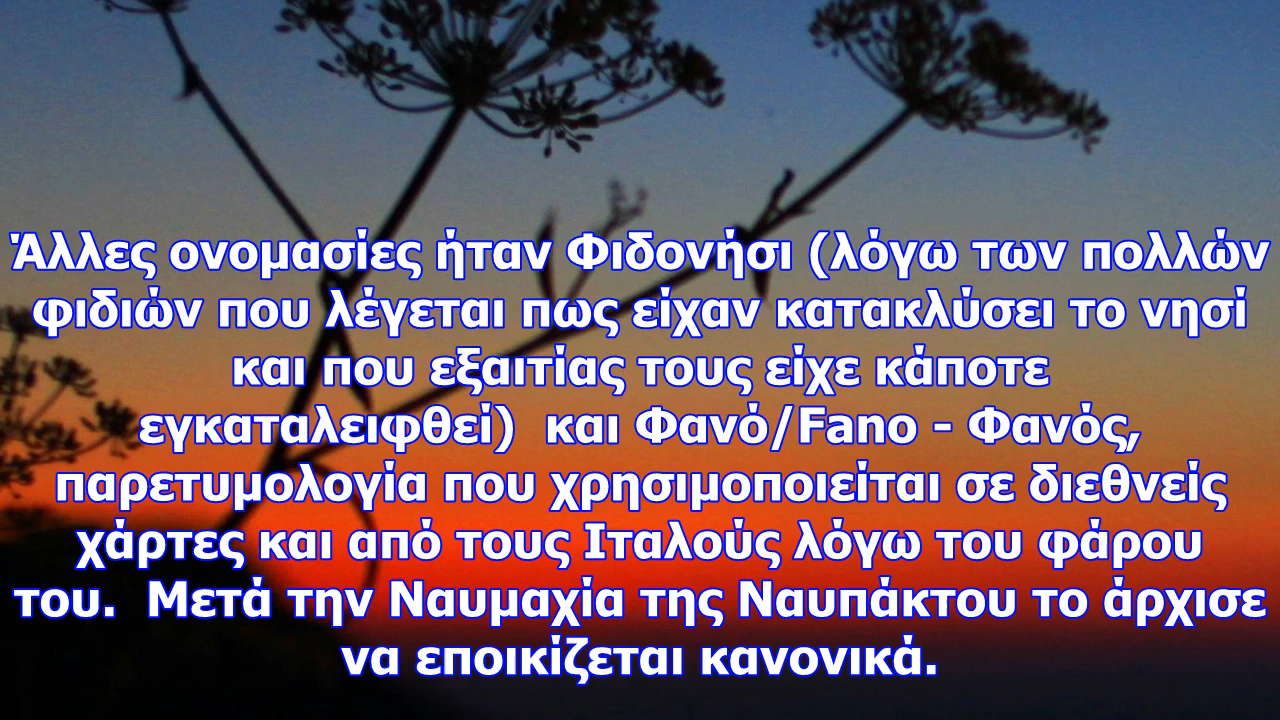 Άλλες ονομασίες ήταν Φιδονήσι (λόγω των πολλών
φιδιών που λέγεται πως είχαν κατακλύσει το νησί
και που εξαιτίας τους είχε κάποτε
εγκαταλειφθεί)  και Φανό/Fano - Φανός,
παρετυμολογία που χρησιμοποιείται σε διεθνείς
χάρτες και από τους Ιταλούς λόγω του φάρου
του.  Μετά την Ναυμαχία της Ναυπάκτου το άρχισε
να εποικίζεται κανονικά.